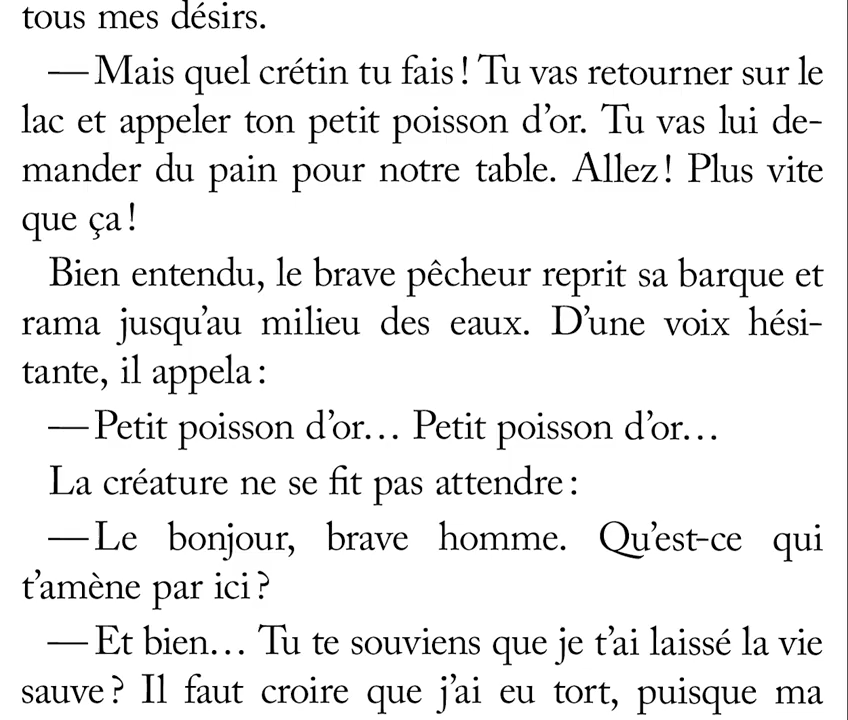 tous mes désirs.
— Mais quel crétin tu fais ! Tu vas retourner sur le
lac et appeler ton petit poisson d’or. Tu vas lui de-
mander du pain pour notre table. Allez ! Plus vite
que ça !
Bien entendu, le brave pêcheur reprit sa barque et
rama jusqu’au milieu des eaux. D’une voix hési-
tante, il appela :
— Petit poisson d’or… Petit poisson d’or…
La créature ne se fit pas attendre :
— Le bonjour, brave homme. Qu’est-ce qui
t’amène par ici ?
— Et bien… Tu te souviens que je t’ai laissé la vie
sauve ? Il faut croire que j’ai eu tort, puisque ma